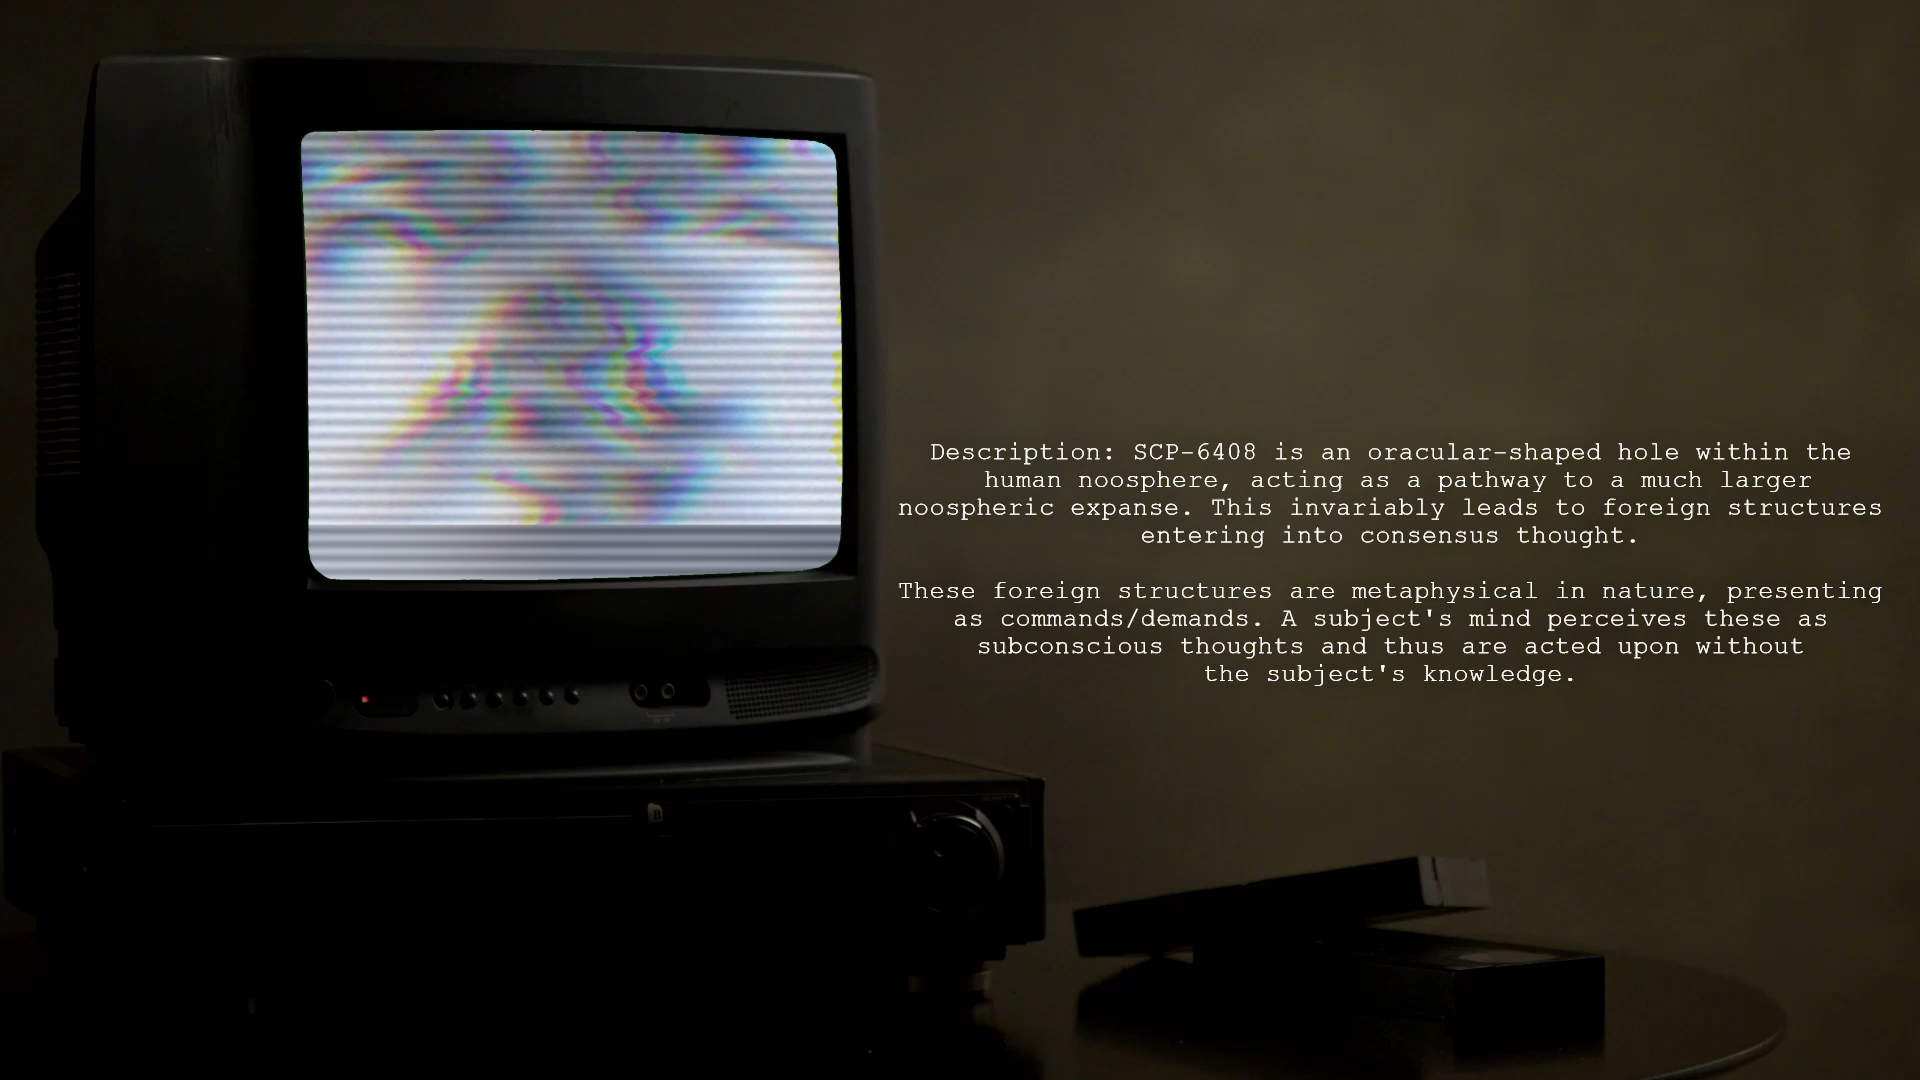 Description: SCP-6408 is an oracular-shaped hole within the
human noosphere, acting as a pathway to a much larger
noospheric expanse. This invariably leads to foreign structures
entering into consensus thought.
These foreign structures are metaphysical in nature, presenting
as commands/demands. A subject's mind perceives these as
subconscious thoughts and thus are acted upon without
the subject's knowledge.